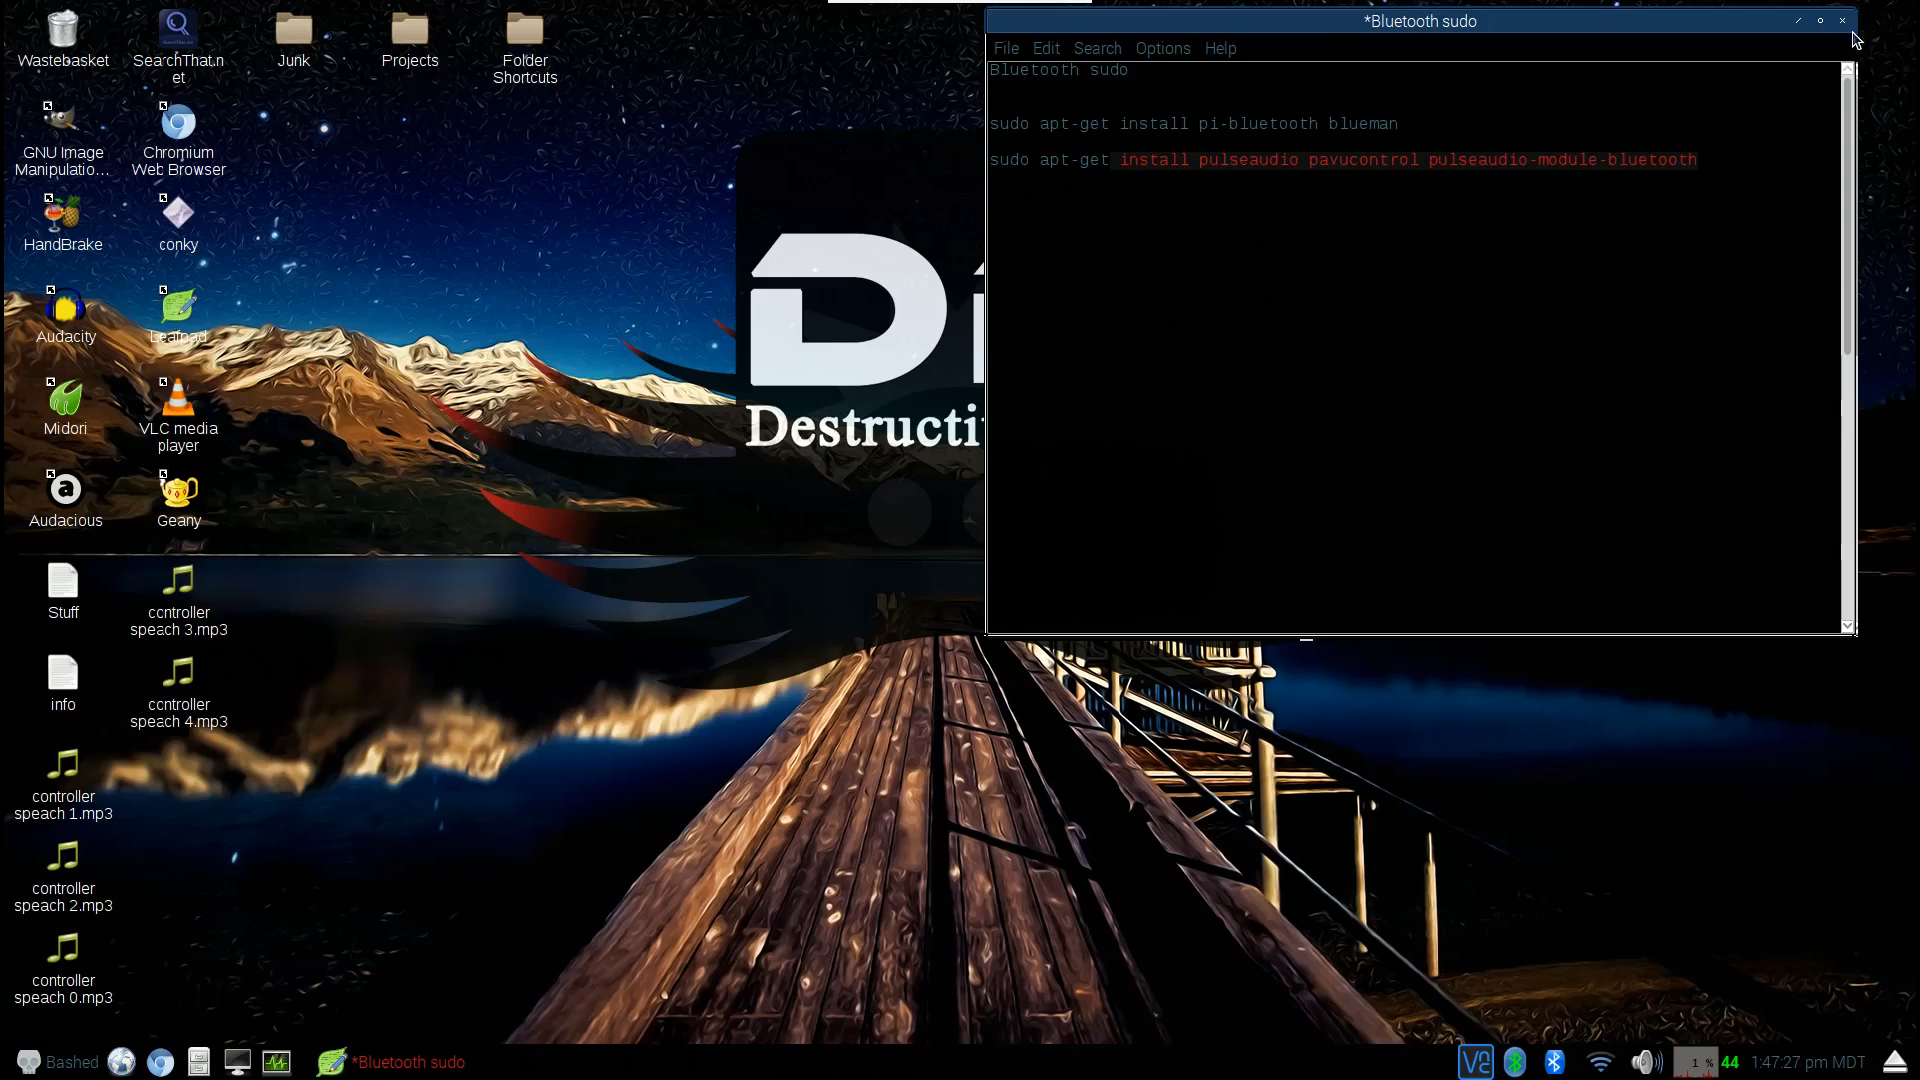 Wastebasket
SearchThat.n
et
Junk
Projects
Folder
Shortcuts
GNU Image
Manipulatio...
Chromium
Web Browser
HandBrake
conky
Audacity
Leafpad
Midori
VLC media
player
Audacious
Geany
Stuff
controller
speach 3.mp3
info
controller
speach 4.mp3
controller
speach 1.mp3
controller
speach 2.mp3
controller
speach 0.mp3
Destructi
*Bluetooth sudo
File Edit Search Options Help
Bluetooth sudo
sudo apt-get install pi-bluetooth blueman
sudo apt-get install pulseaudio pavucontrol pulseaudio-module-bluetooth
Bashed
*Bluetooth sudo
1 %
44
1:47:27 pm MDT